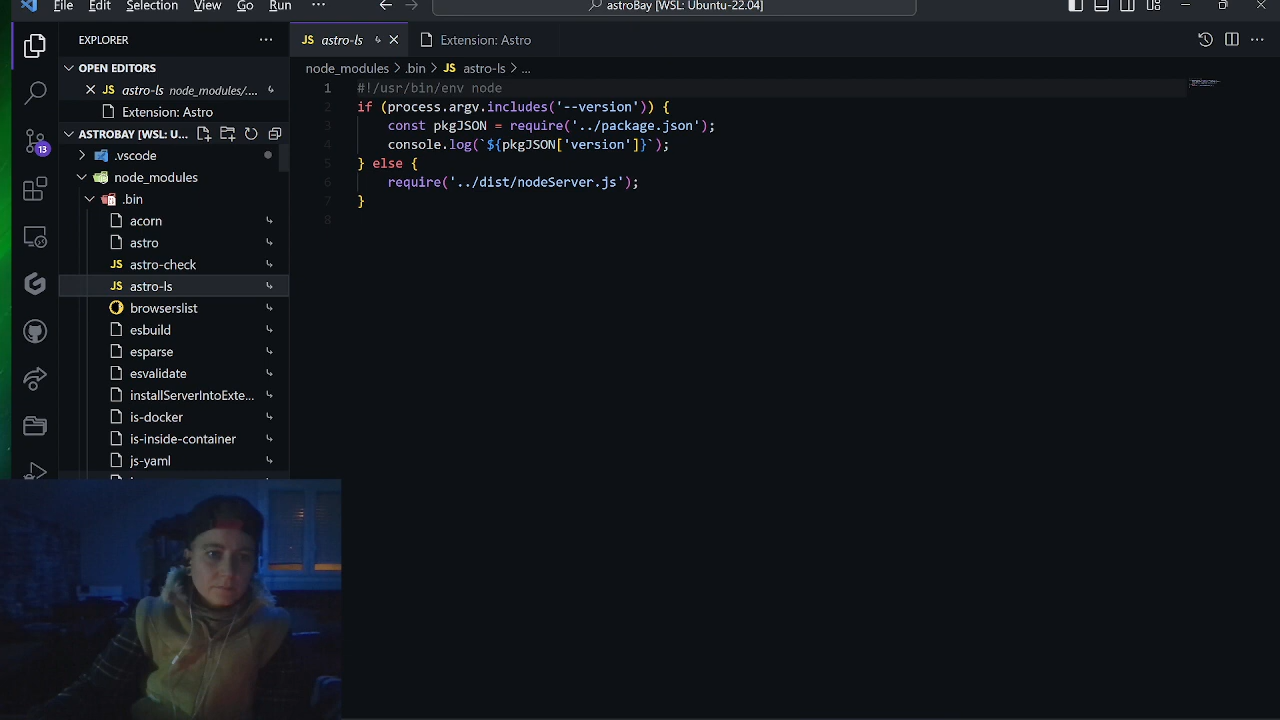 File Edit Selection View Go Run ... astroBay [WSL: Ubuntu-22.04]
EXPLORER ...
OPEN EDITORS
astro-ls node_modules/....
Extension: Astro
ASTROBAY [WSL: U...
.vscode
node_modules
.bin
acorn
astro
JS astro-check
JS astro-ls
browserslist
esbuild
esparse
esvalidate
installServerIntoExte...
is-docker
is-inside-container
js-yaml
13
JS astro-ls
Extension: Astro
node_modules > .bin > JS astro-ls > ...
1 #!/usr/bin/env node
2 if (process.argv.includes('--version')) {
3 const pkgJSON = require('../package.json');
4 console.log(`${pkgJSON['version']}`);
5 } else {
6 require('../dist/nodeServer.js');
7 }
8